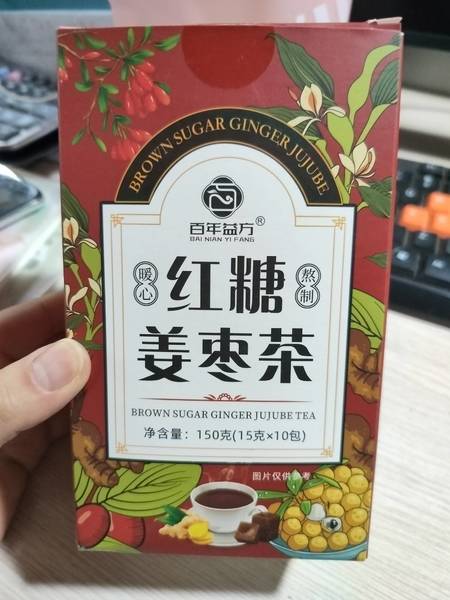 BROWN SUGAR GINGER JUJUBE
百年益方®
BAI NIAN YI FANG
暖心
红糖
熬制
姜枣茶
BROWN SUGAR GINGER JUJUBE TEA
净含量：150克(15克×10包)
图片仅供参考